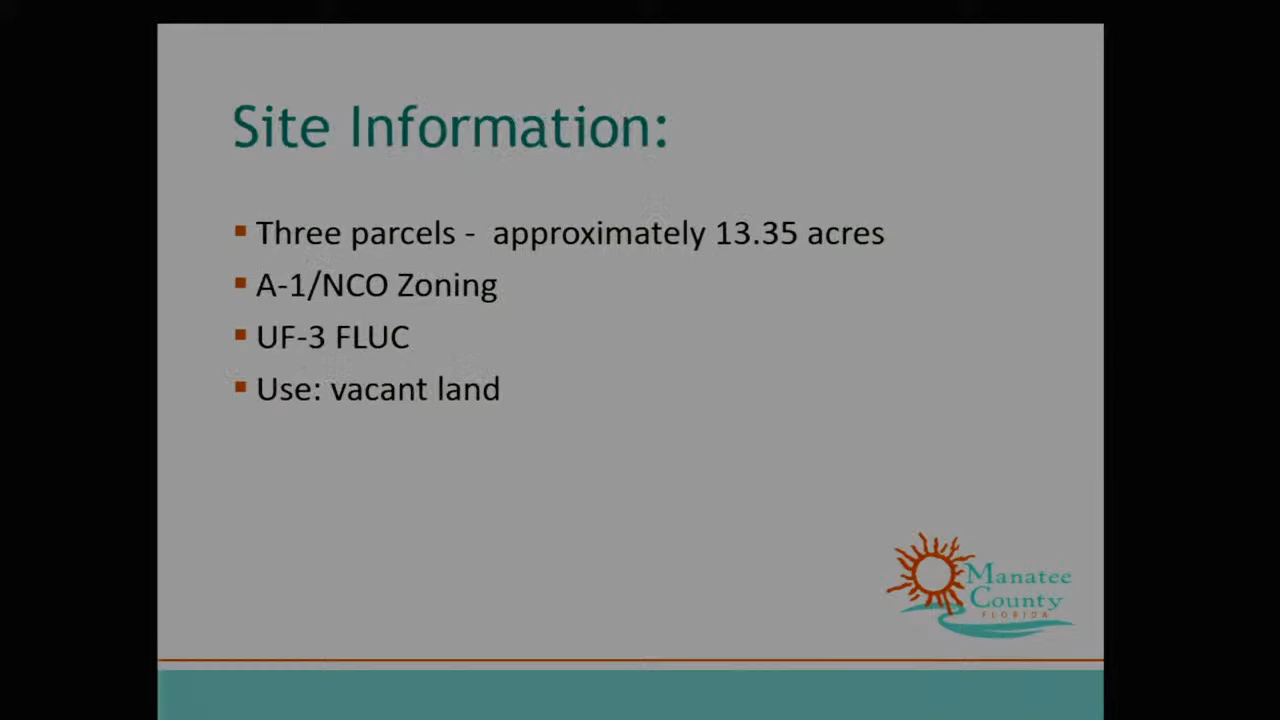 Site Information:
Three parcels - approximately 13.35 acres
A-1/NCO Zoning
UF-3 FLUC
Use: vacant land
Manatee
County
FLORIDA